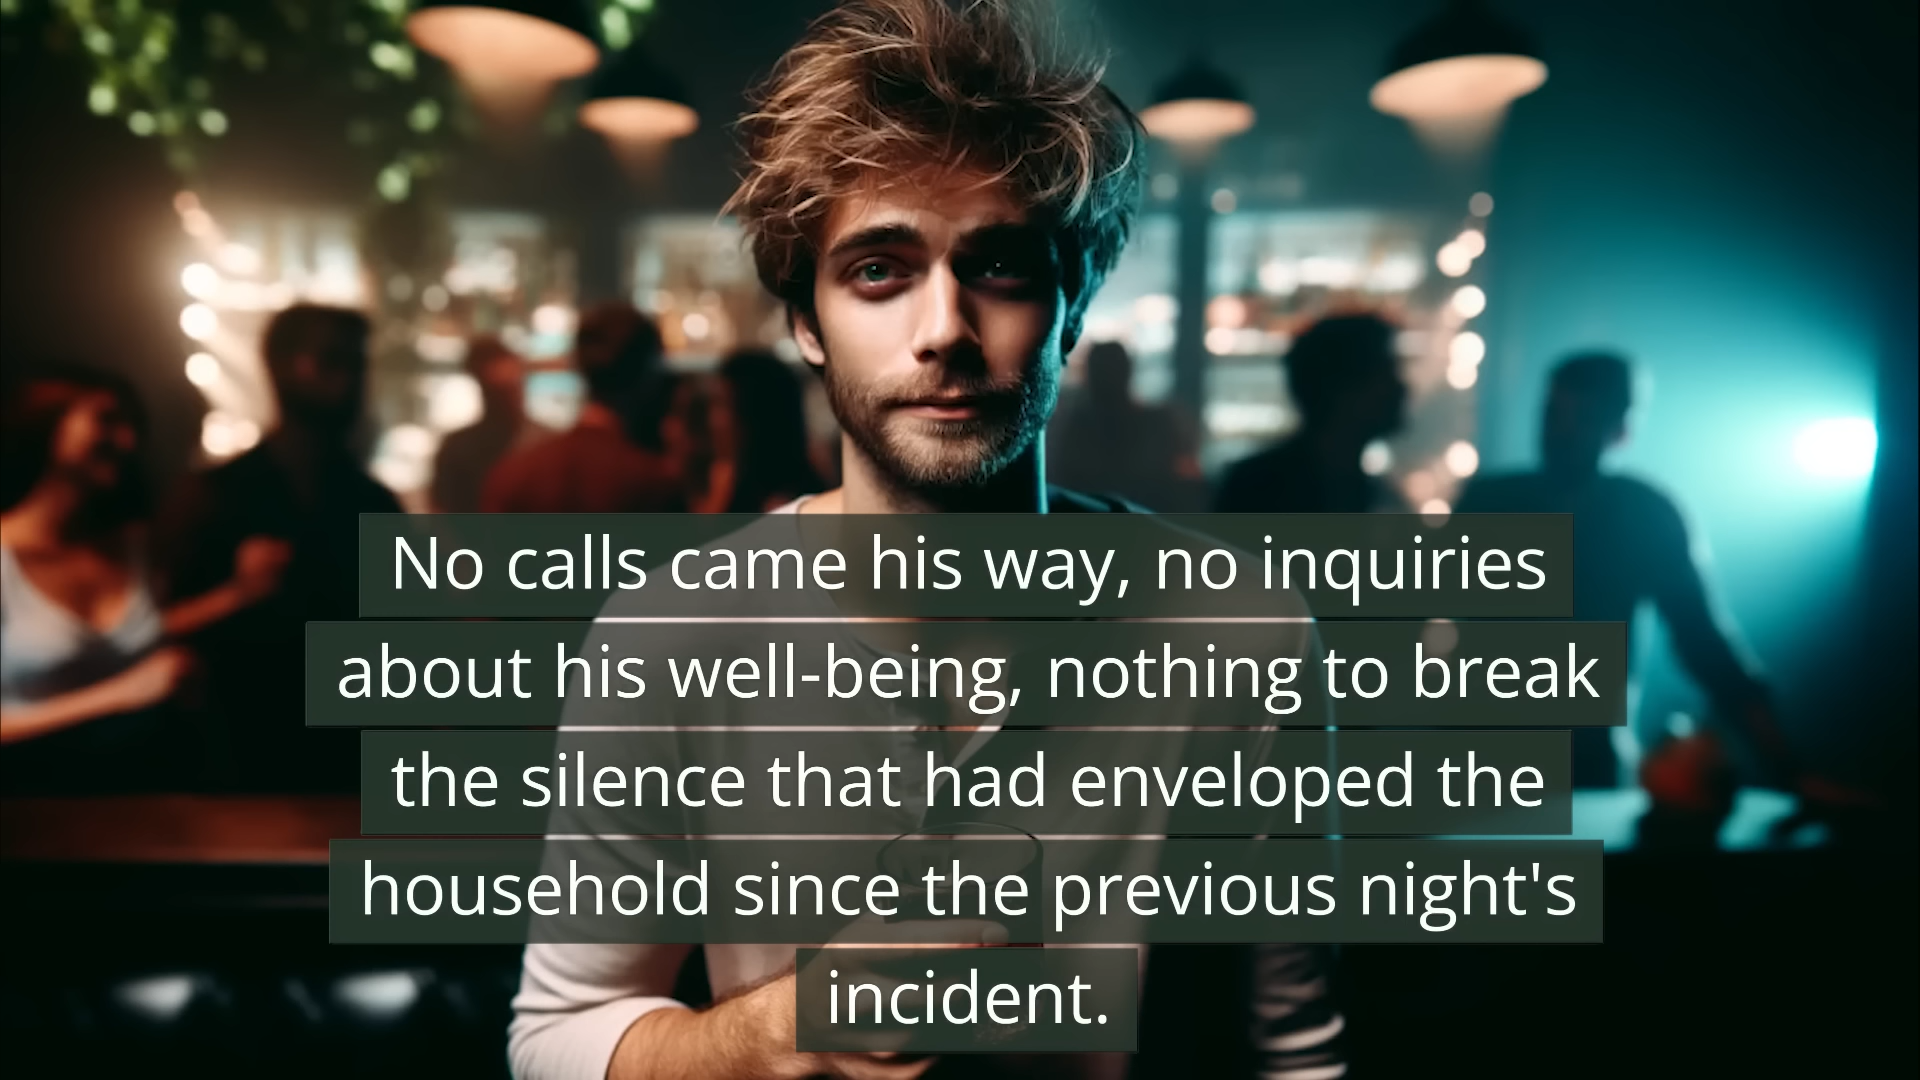 No calls came his way, no inquiries
about his well-being, nothing to break
the silence that had enveloped the
household since the previous night's
incident.